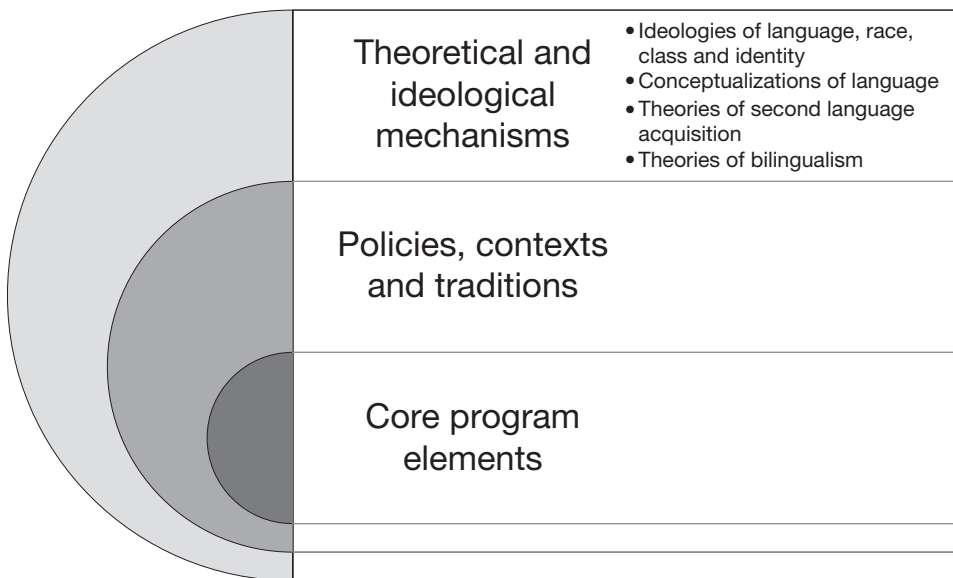 Theoretical and
ideological
mechanisms
• Ideologies of language, race,
class and identity
• Conceptualizations of language
• Theories of second language
acquisition
• Theories of bilingualism
Policies, contexts
and traditions
Core program
elements